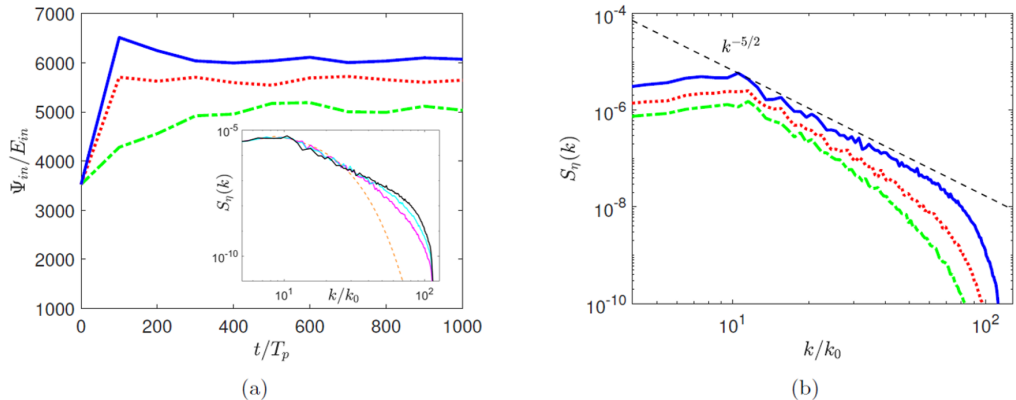 7000
6000
5000
4000
3000
2000
1000
Ψ_in/E_in
0 200 400 600 800 1000
t/T_p
10^-5
10^-10
S_η(k)
10^1 k/k_0 10^2
(a)
10^-4
10^-6
10^-8
10^-10
S_η(k)
k^-5/2
10^1 10^2
k/k_0
(b)